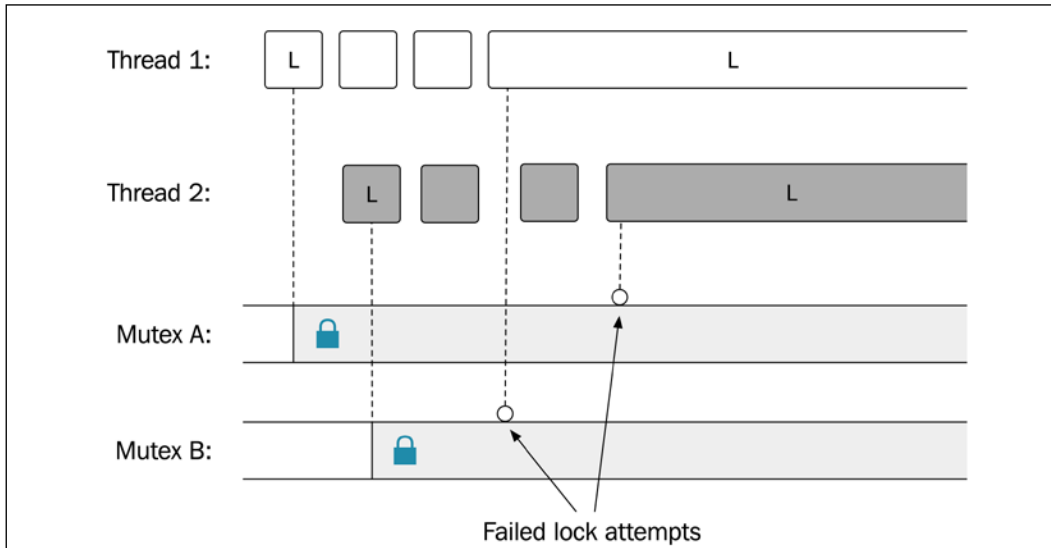 Thread 1:
L
L
Thread 2:
L
L
Mutex A:
Mutex B:
Failed lock attempts